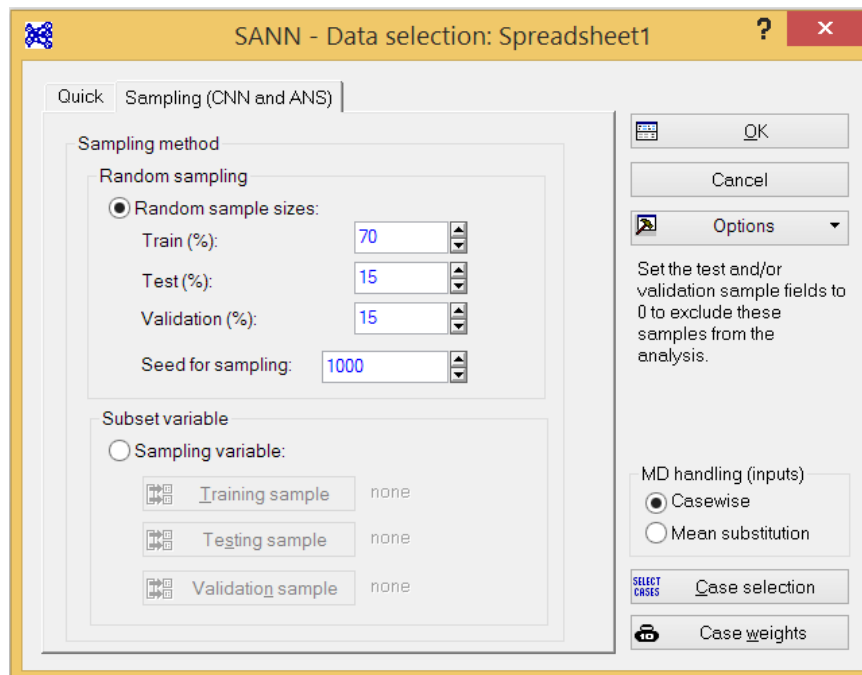 SANN - Data selection: Spreadsheet1
?
x
Quick
Sampling (CNN and ANS)
Sampling method
Random sampling
Random sample sizes:
Train (%): 70
Test (%): 15
Validation (%): 15
Seed for sampling: 1000
Subset variable
Sampling variable:
Training sample none
Testing sample none
Validation sample none
OK
Cancel
Options
Set the test and/or
validation sample fields to
0 to exclude these
samples from the
analysis.
MD handling (inputs)
Casewise
Mean substitution
SELECT
CASES
Case selection
10
Case weights